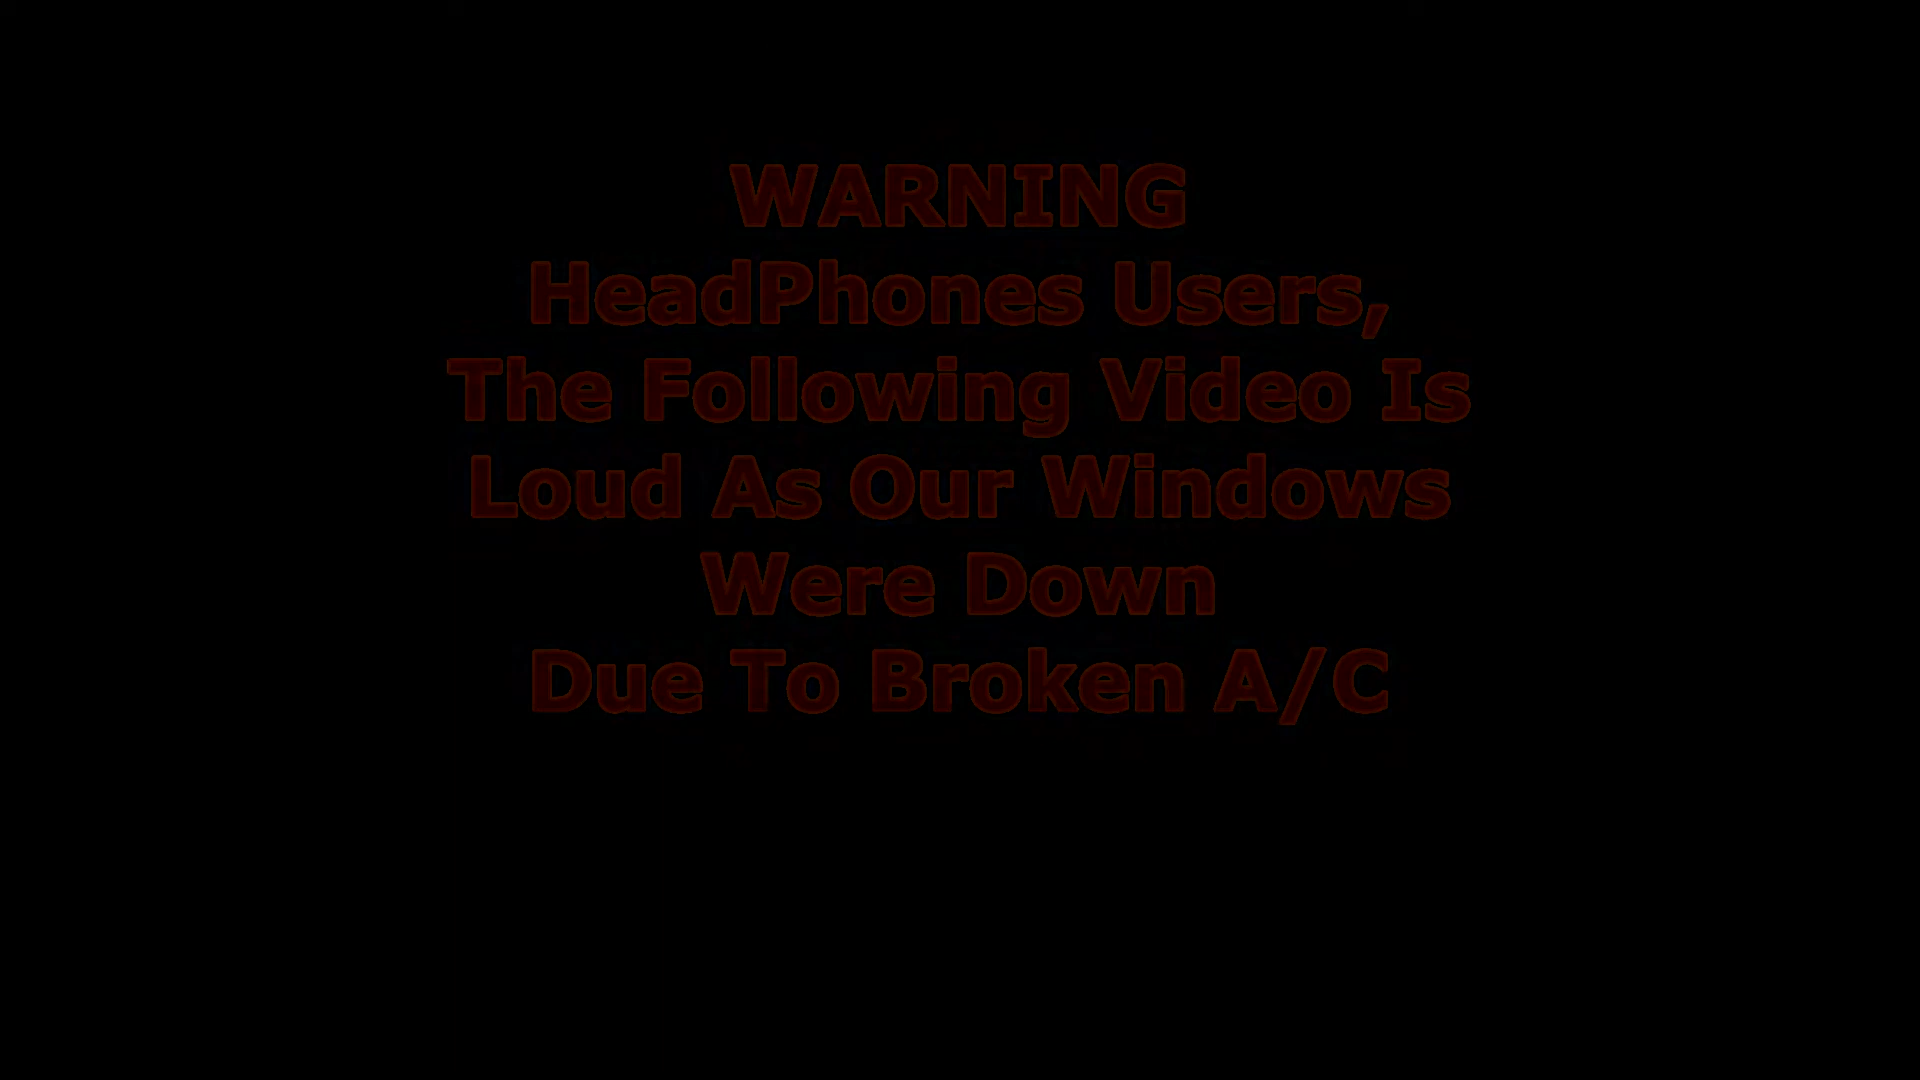 WARNING
HeadPhones Users,
The Following Video Is
Loud As Our Windows
Were Down
Due To Broken A/C